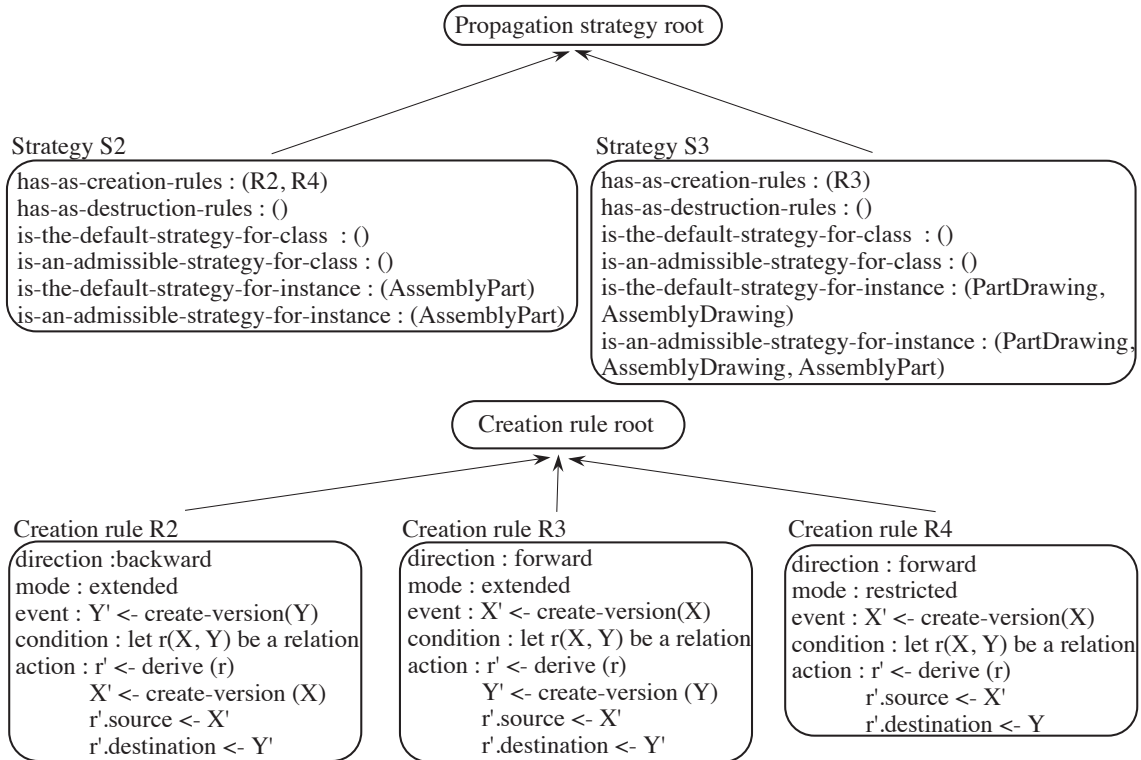 Propagation strategy root
Strategy S2
has-as-creation-rules : (R2, R4)
has-as-destruction-rules : ()
is-the-default-strategy-for-class : ()
is-an-admissible-strategy-for-class : ()
is-the-default-strategy-for-instance : (AssemblyPart)
is-an-admissible-strategy-for-instance : (AssemblyPart)
Strategy S3
has-as-creation-rules : (R3)
has-as-destruction-rules : ()
is-the-default-strategy-for-class : ()
is-an-admissible-strategy-for-class : ()
is-the-default-strategy-for-instance : (PartDrawing,
AssemblyDrawing)
is-an-admissible-strategy-for-instance : (PartDrawing,
AssemblyDrawing, AssemblyPart)
Creation rule root
Creation rule R2
direction :backward
mode : extended
event : Y' <- create-version(Y)
condition : let r(X, Y) be a relation
action : r' <- derive (r)
X' <- create-version (X)
r'.source <- X'
r'.destination <- Y'
Creation rule R3
direction : forward
mode : extended
event : X' <- create-version(X)
condition : let r(X, Y) be a relation
action : r' <- derive (r)
Y' <- create-version (Y)
r'.source <- X'
r'.destination <- Y'
Creation rule R4
direction : forward
mode : restricted
event : X' <- create-version(X)
condition : let r(X, Y) be a relation
action : r' <- derive (r)
r'.source <- X'
r'.destination <- Y